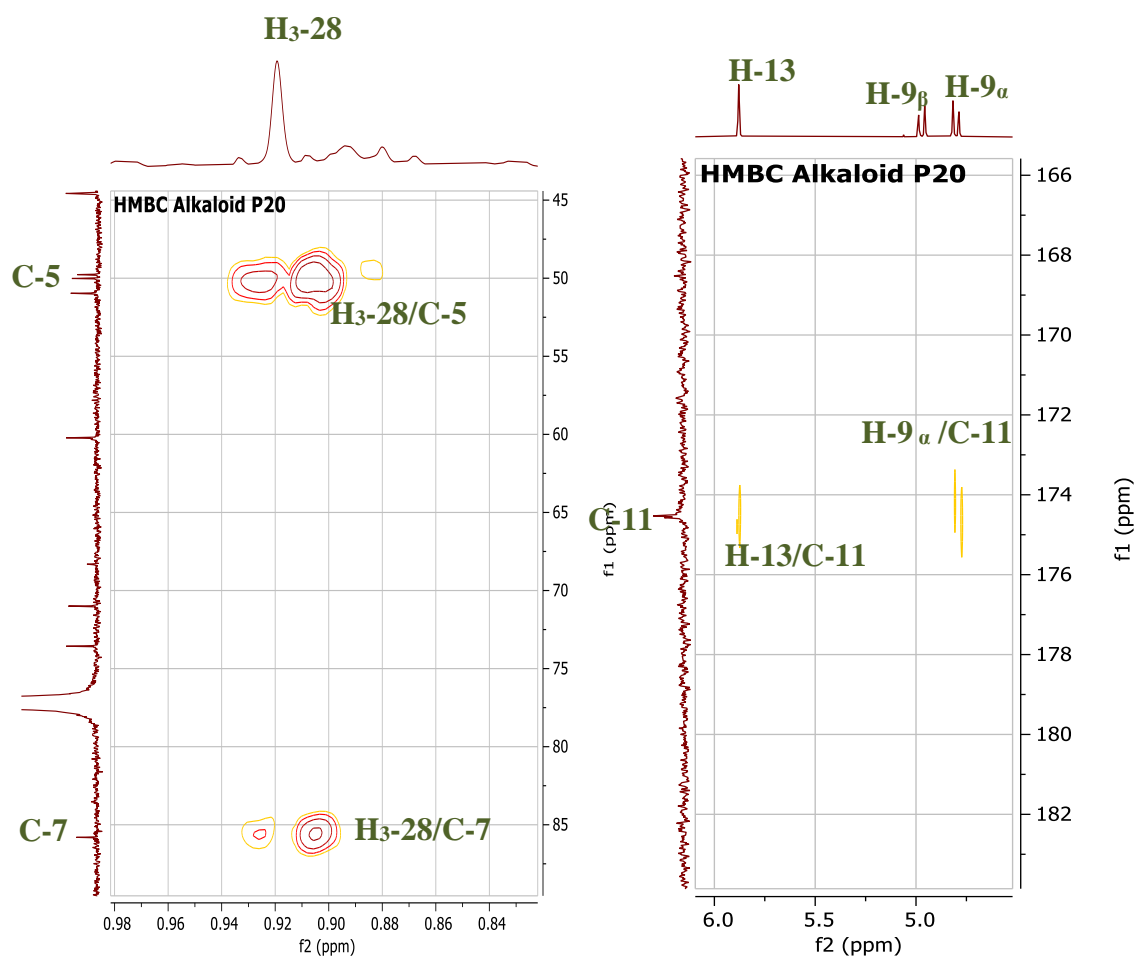 H₃-28
HMBC Alkaloid P20
C-5
H₃-28/C-5
C-7
H₃-28/C-7
45
50
55
60
65
70
75
80
85
f1 (ppm)
0.98
0.96
0.94
0.92
0.90
0.88
0.86
0.84
f2 (ppm)
H-13
H-9β
H-9α
HMBC Alkaloid P20
H-9 α /C-11
C-11
H-13/C-11
166
168
170
172
174
176
178
180
182
f1 (ppm)
6.0
5.5
5.0
f2 (ppm)